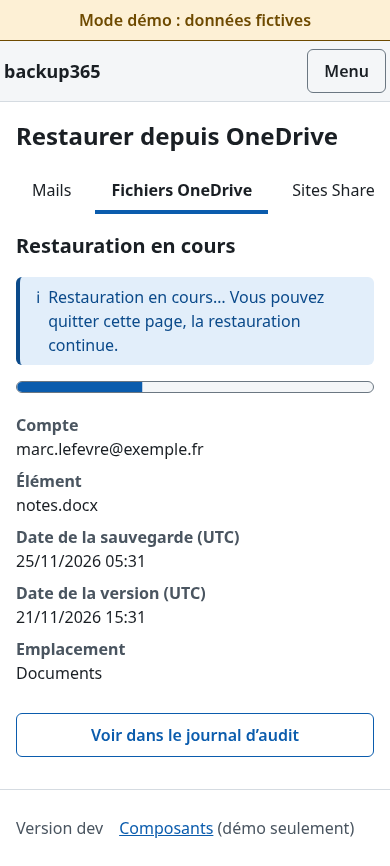 Mode démo : données fictives
backup365
Menu
Restaurer depuis OneDrive
Mails
Fichiers OneDrive
Sites Share
Restauration en cours
i Restauration en cours… Vous pouvez
quitter cette page, la restauration
continue.
Compte
marc.lefevre@exemple.fr
Élément
notes.docx
Date de la sauvegarde (UTC)
25/11/2026 05:31
Date de la version (UTC)
21/11/2026 15:31
Emplacement
Documents
Voir dans le journal d’audit
Version dev Composants (démo seulement)